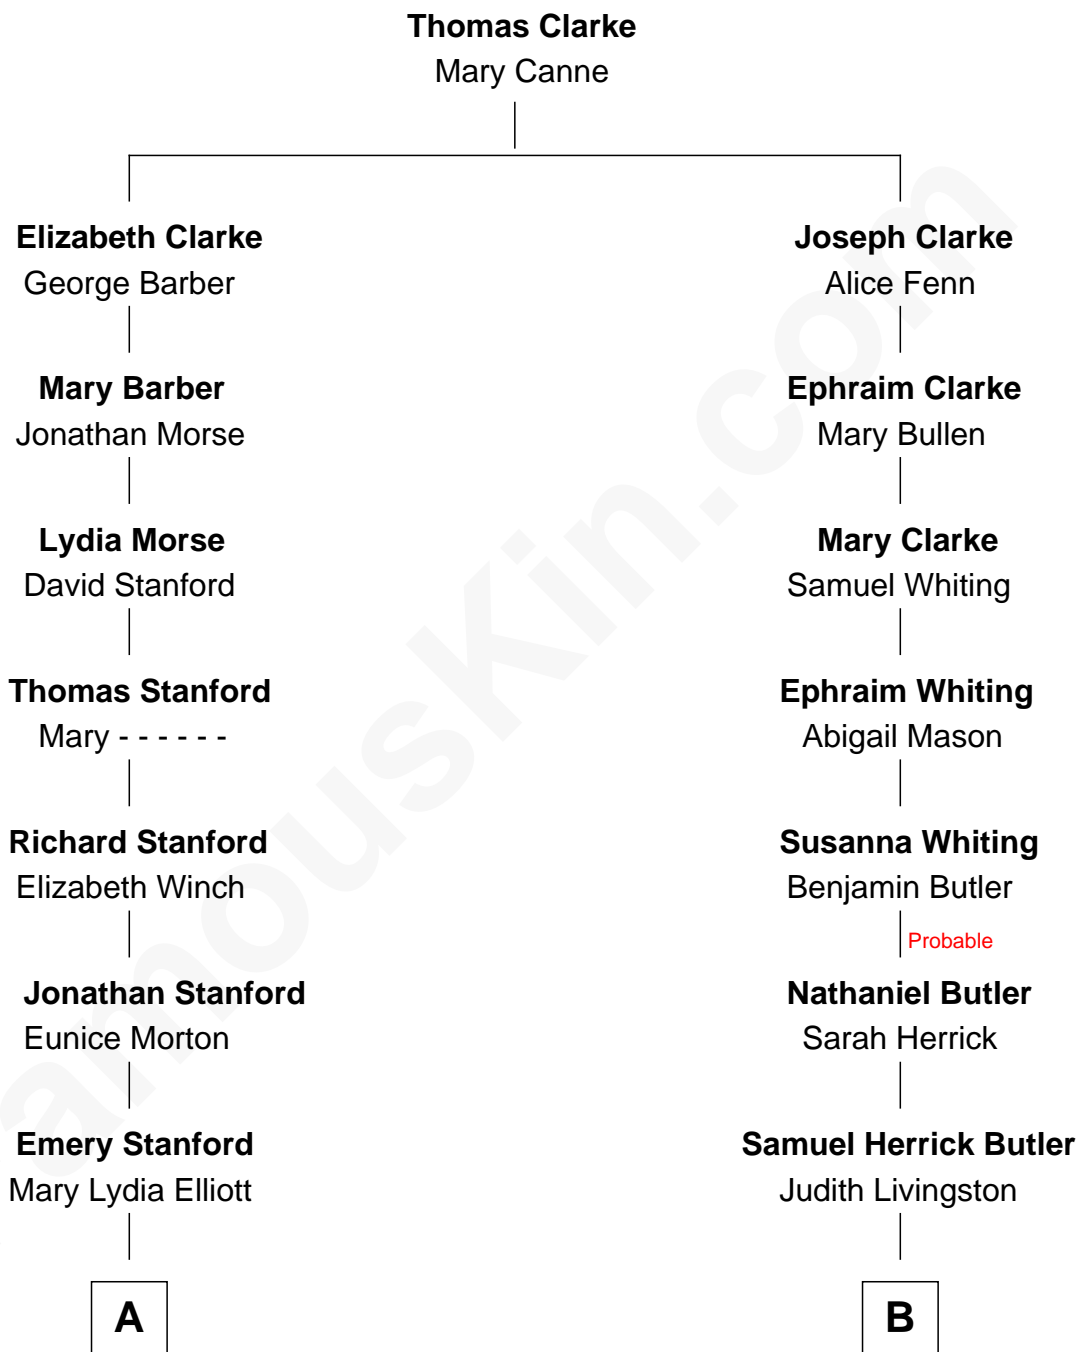 Thomas Clarke
Mary Canne
Elizabeth Clarke
George Barber
Joseph Clarke
Alice Fenn
Mary Barber
Jonathan Morse
Ephraim Clarke
Mary Bullen
Lydia Morse
David Stanford
Mary Clarke
Samuel Whiting
Thomas Stanford
Mary - - - - - -
Ephraim Whiting
Abigail Mason
Richard Stanford
Elizabeth Winch
Susanna Whiting
Benjamin Butler
Probable
Jonathan Stanford
Eunice Morton
Nathaniel Butler
Sarah Herrick
Emery Stanford
Mary Lydia Elliott
Samuel Herrick Butler
Judith Livingston
A
B
amousKin.com